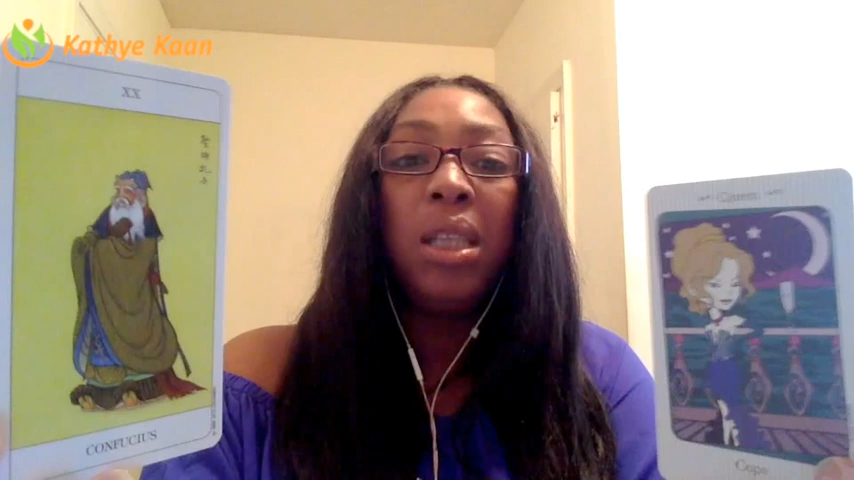 Kathye Kaan
XX
CONFUCIUS
Queen
Cups